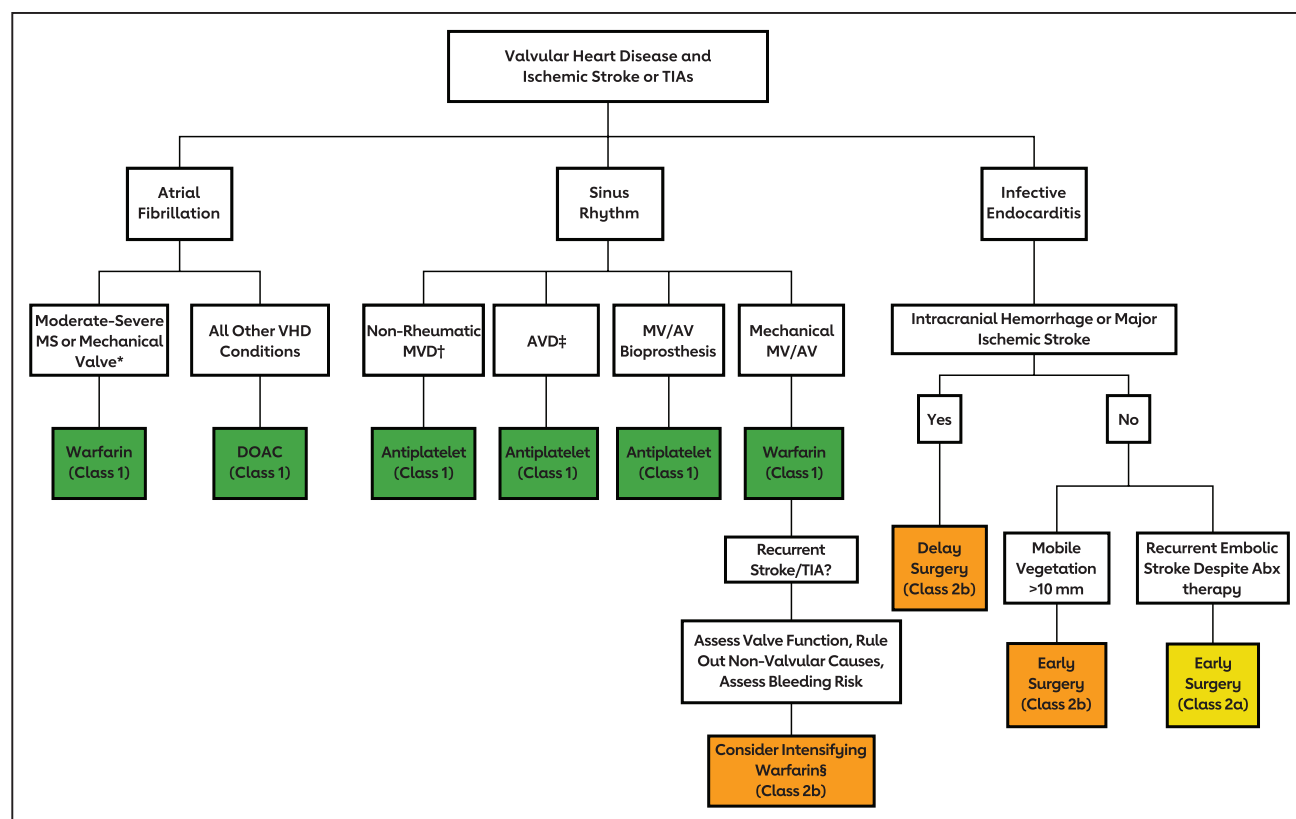 Valvular Heart Disease and
Ischemic Stroke or TIAs
Atrial
Fibrillation
Sinus
Rhythm
Infective
Endocarditis
Moderate-Severe
MS or Mechanical
Valve*
All Other VHD
Conditions
Non-Rheumatic
MVD†
AVD‡
MV/AV
Bioprosthesis
Mechanical
MV/AV
Intracranial Hemorrhage or Major
Ischemic Stroke
Yes
No
Warfarin
(Class 1)
DOAC
(Class 1)
Antiplatelet
(Class 1)
Antiplatelet
(Class 1)
Antiplatelet
(Class 1)
Warfarin
(Class 1)
Recurrent
Stroke/TIA?
Delay
Surgery
(Class 2b)
Mobile
Vegetation
>10 mm
Recurrent Embolic
Stroke Despite Abx
therapy
Assess Valve Function, Rule
Out Non-Valvular Causes,
Assess Bleeding Risk
Early
Surgery
(Class 2b)
Early
Surgery
(Class 2a)
Consider Intensifying
Warfarin§
(Class 2b)